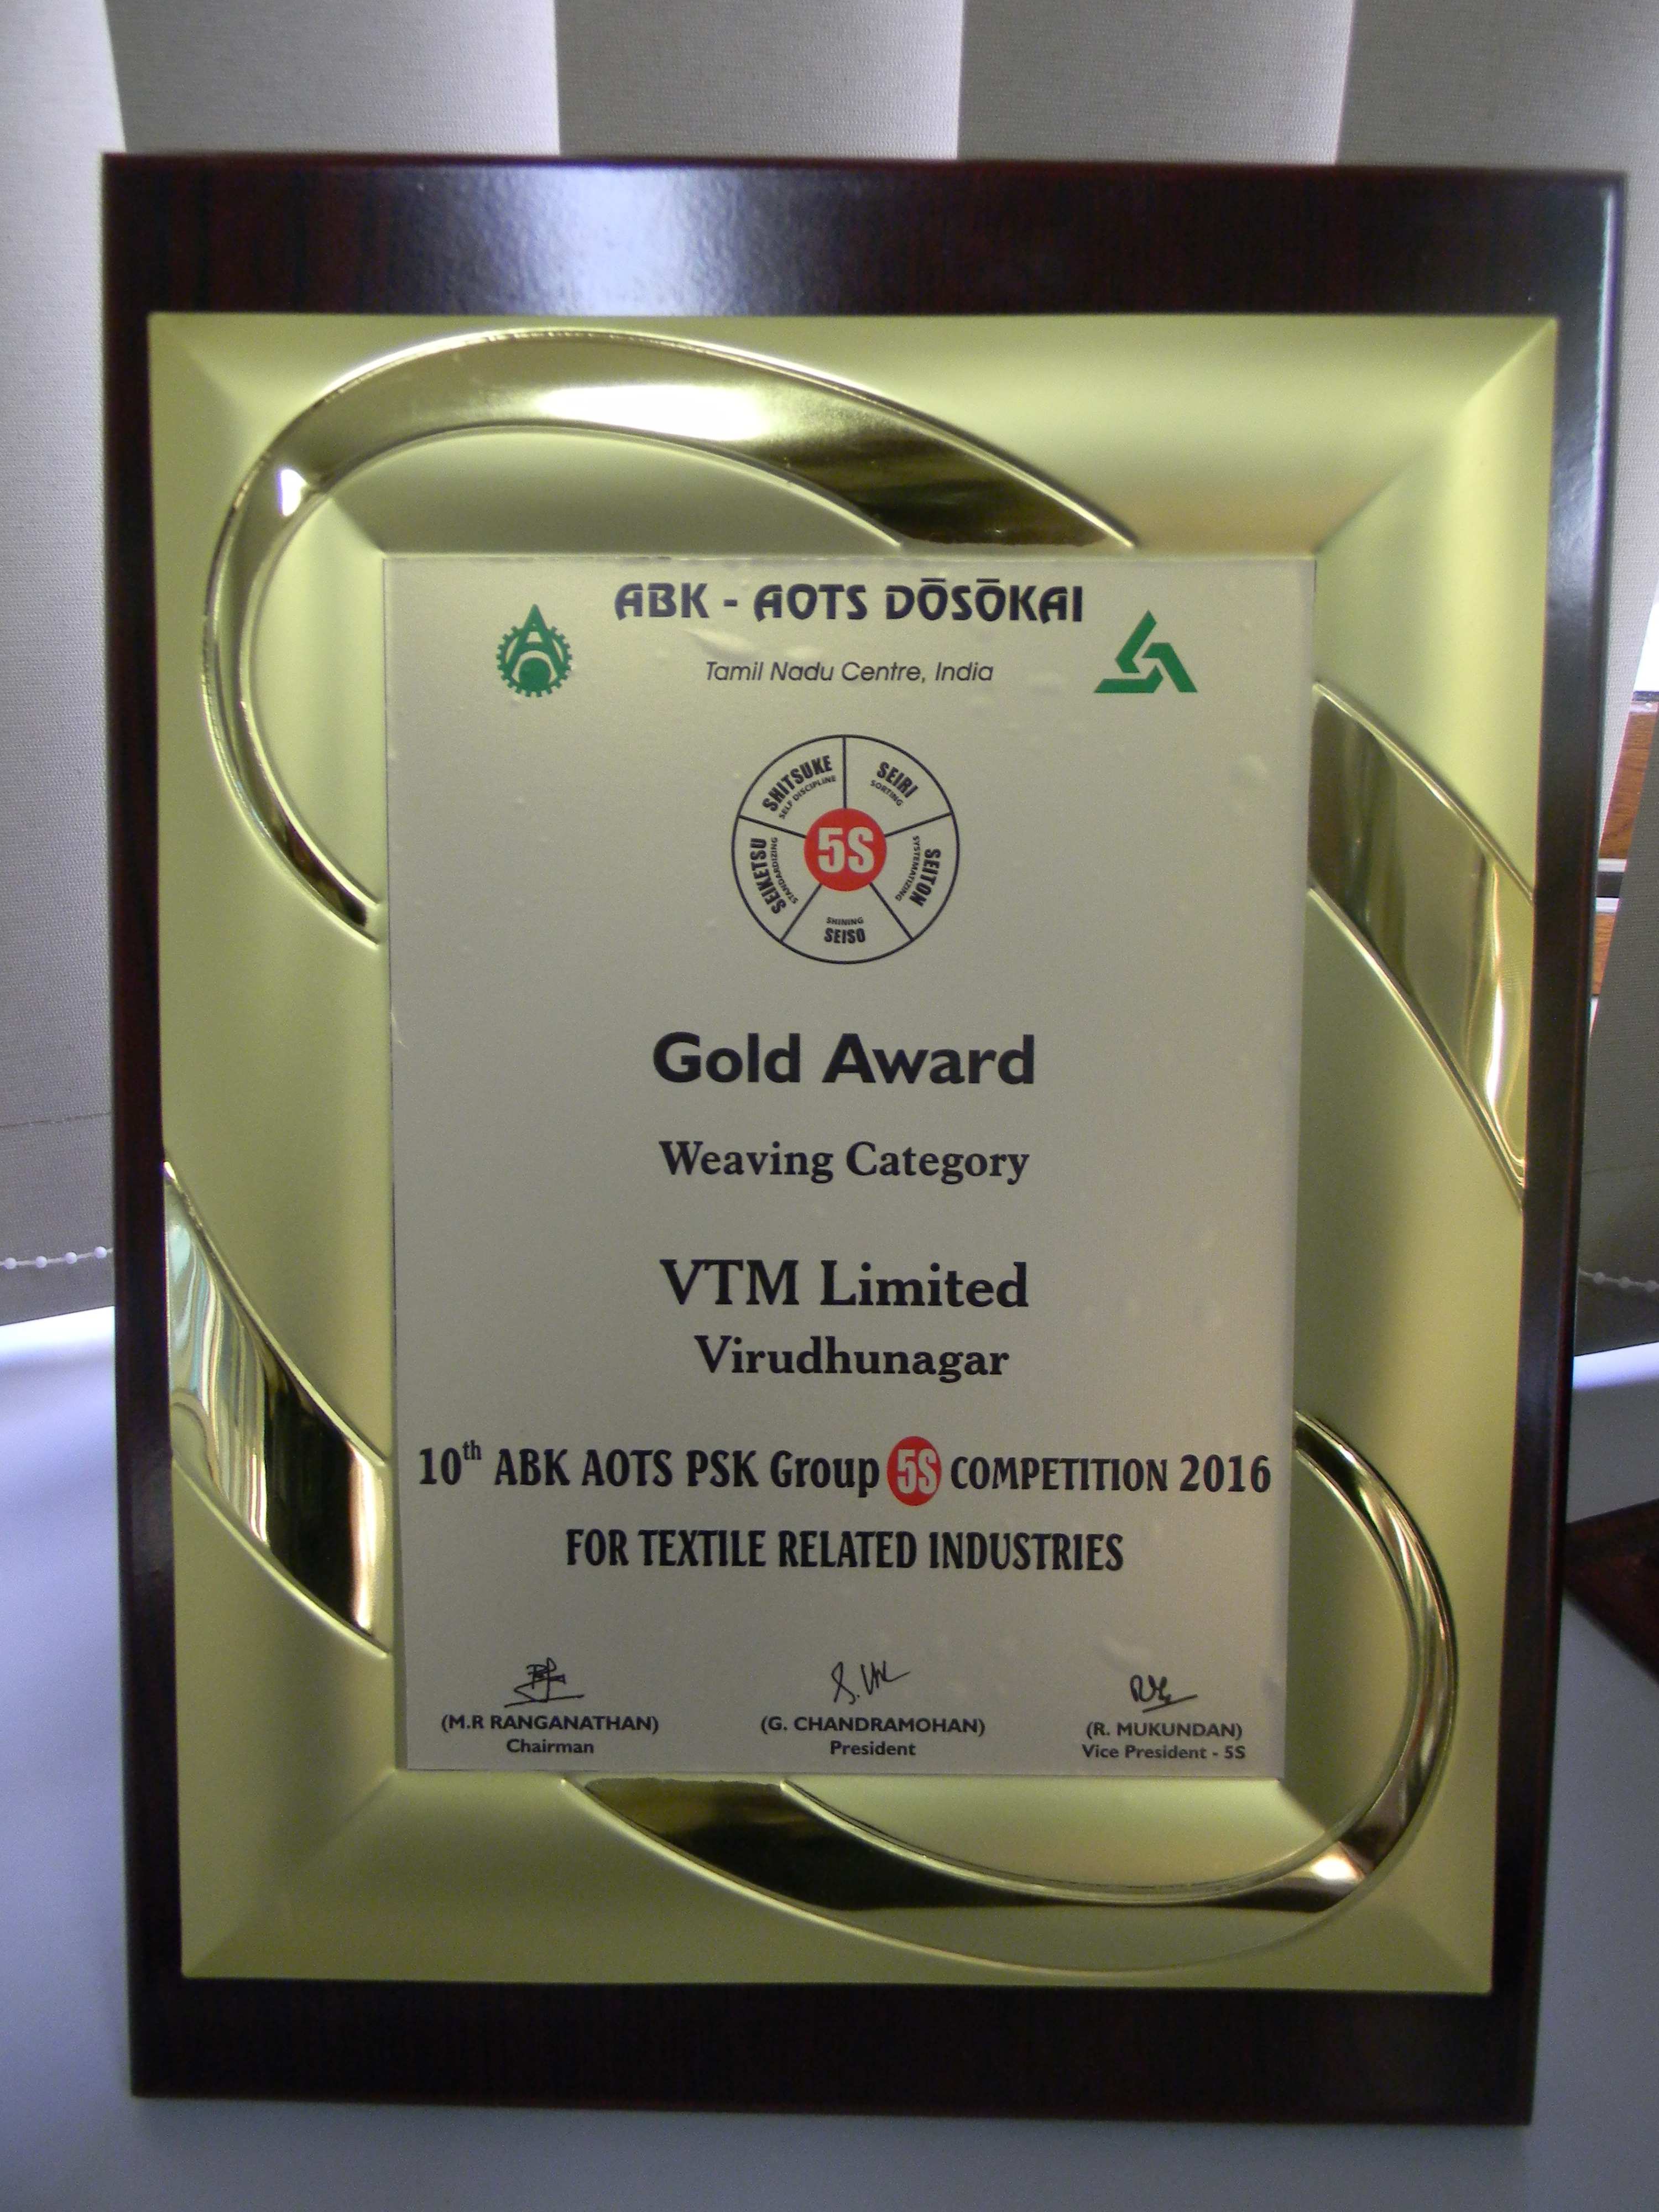 ABK - AOTS DŌSŌKAI
Tamil Nadu Centre, India
SHITSUKE
SELF DISCIPLINE
SEIRI
SORTING
SEIKETSU
STANDARDIZING
5S
SEITON
SYSTEMATIZING
SHINING
SEISO
Gold Award
Weaving Category
VTM Limited
Virudhunagar
10th ABK AOTS PSK Group 5S COMPETITION 2016
FOR TEXTILE RELATED INDUSTRIES
(M.R RANGANATHAN) (G. CHANDRAMOHAN) (R. MUKUNDAN)
Chairman President Vice President - 5S